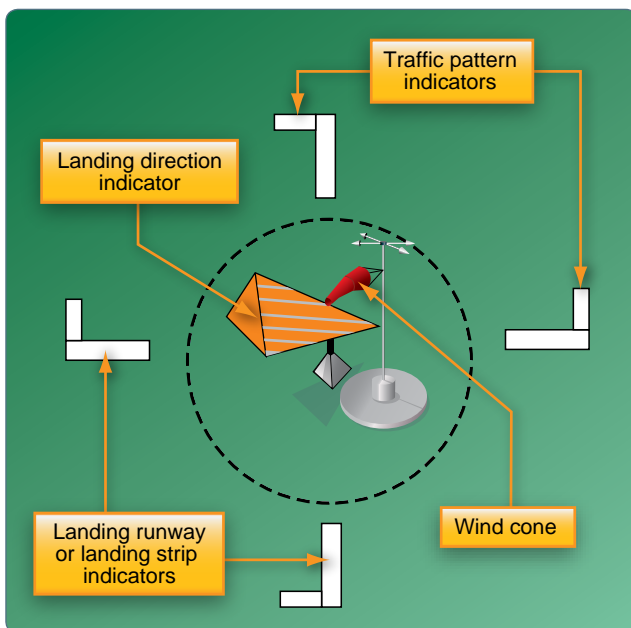 Traffic pattern
indicators
Landing direction
indicator
Landing runway
or landing strip
indicators
Wind cone